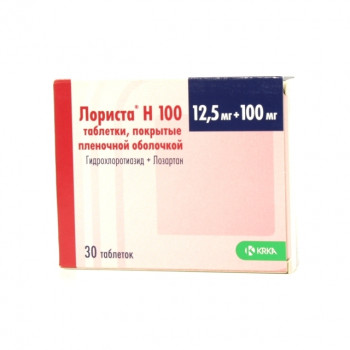 Лориста® Н 100
12,5 мг + 100 мг
таблетки, покрытые
пленочной оболочкой
Гидрохлоротиазид + Лозартан
30 таблеток
KRKA